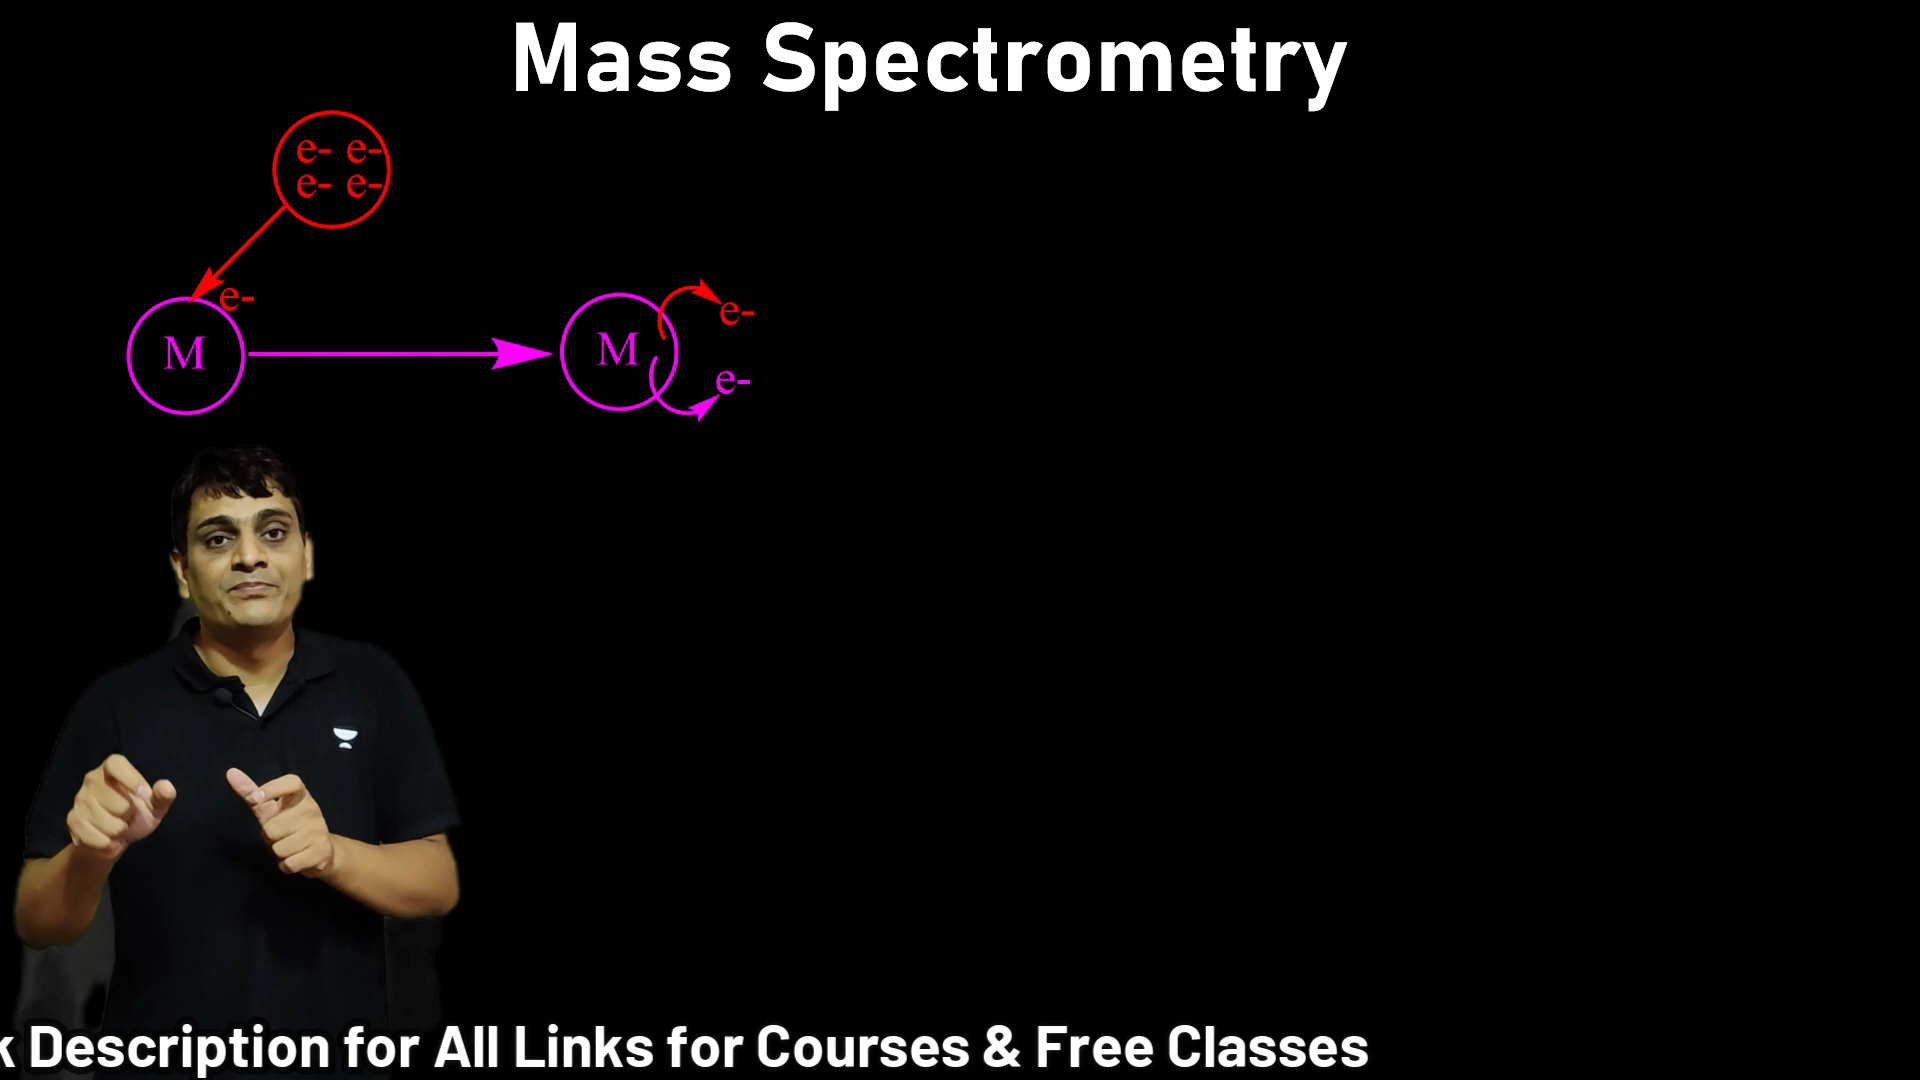 Mass Spectrometry
e- e-
e- e-
e-
M
M
e-
e-
k Description for All Links for Courses & Free Classes